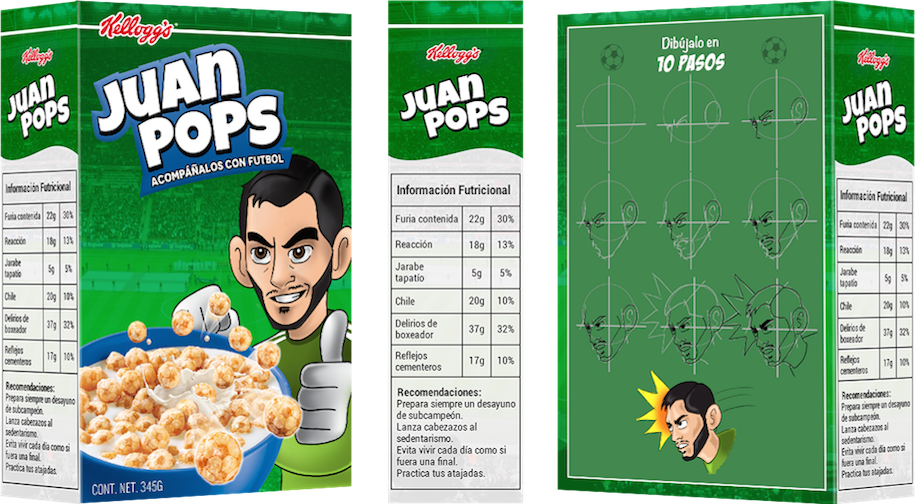 Kellogg's
JUAN
POPS
Información Futricional
Furia contenida 22g 30%
Reacción 18g 13%
Jarabe
tapatío 5g 5%
Chile 20g 10%
Delirios de
boxeador 37g 32%
Reflejos
cementeros 17g 10%
Recomendaciones:
Prepara siempre un desayuno
de subcampeón.
Lanza cabezazos al
sedentarismo.
Evita vivir cada día como si
fuera una final.
Practica tus atajadas.
Kellogg's
JUAN
POPS
ACOMPÁÑALOS CON FUTBOL
CONT. NET. 345G
Kellogg's
JUAN
POPS
Información Futricional
Furia contenida 22g 30%
Reacción 18g 13%
Jarabe
tapatío 5g 5%
Chile 20g 10%
Delirios de
boxeador 37g 32%
Reflejos
cementeros 17g 10%
Recomendaciones:
Prepara siempre un desayuno
de subcampeón.
Lanza cabezazos al
sedentarismo.
Evita vivir cada día como si
fuera una final.
Practica tus atajadas.
Dibújalo en
10 PASOS
Kellogg's
JUAN
POPS
Información Futricional
Furia contenida 22g 30%
Reacción 18g 13%
Jarabe
tapatío 5g 5%
Chile 20g 10%
Delirios de
boxeador 37g 32%
Reflejos
cementeros 17g 10%
Recomendaciones:
Prepara siempre un desayuno
de subcampeón.
Lanza cabezazos al
sedentarismo.
Evita vivir cada día como si
fuera una final.
Practica tus atajadas.